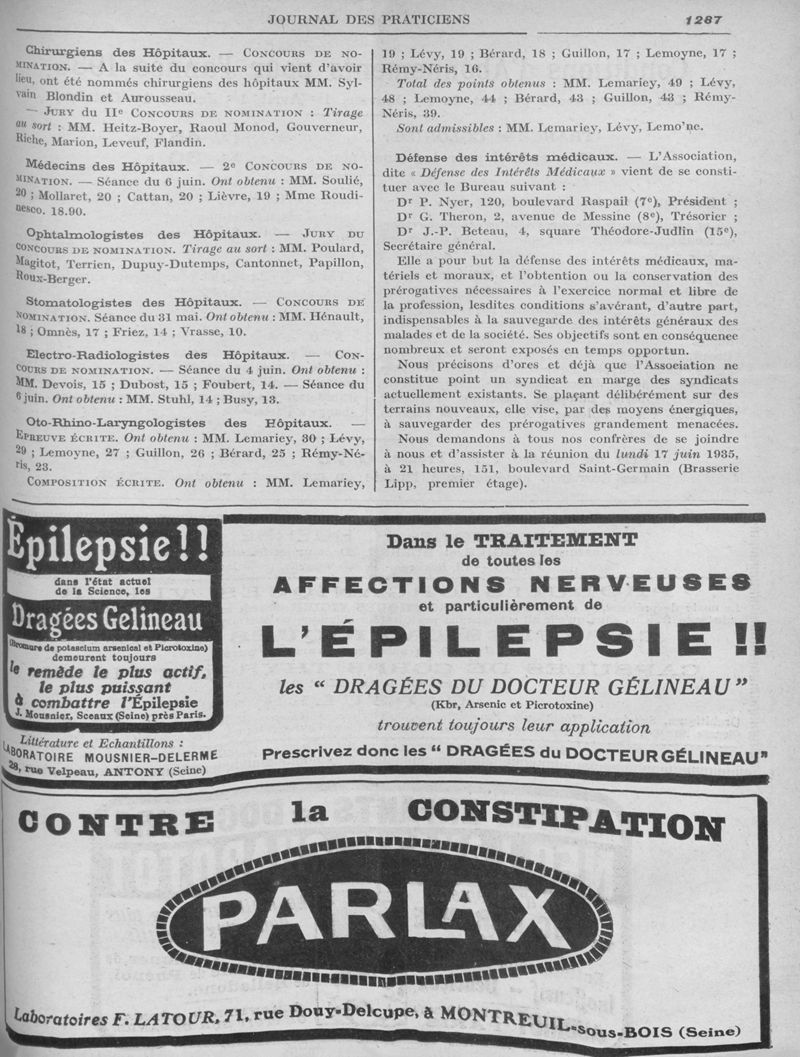 JOURNAL DES PRATICIENS 1287
Chirurgiens des Hôpitaux. — CONCOURS DE NO-
MINATION. — A la suite du concours qui vient d'avoir
lieu, ont été nommés chirurgiens des hôpitaux MM. Syl-
vain Blondin et Aurousseau.
— JURY du IIe CONCOURS DE NOMINATION : Tirage
au sort : MM. Heitz-Boyer, Raoul Monod, Gouverneur,
Riche, Marion, Leveuf, Flandin.
Médecins des Hôpitaux. — 2e CONCOURS DE NO-
MINATION. — Séance du 6 juin. Ont obtenu : MM. Soulié,
20 ; Mollaret, 20 ; Cattan, 20 ; Lièvre, 19 ; Mme Roudi-
nesco. 18.90.
Ophtalmologistes des Hôpitaux. — JURY DU
CONCOURS DE NOMINATION. Tirage au sort : MM. Poulard,
Magitot, Terrien, Dupuy-Dutemps, Cantonnet, Papillon,
Roux-Berger.
Stomatologistes des Hôpitaux. — CONCOURS DE
NOMINATION. Séance du 31 mai. Ont obtenu : MM. Hénault,
18 ; Omnès, 17 ; Friez, 14 ; Vrasse, 10.
Electro-Radiologistes des Hôpitaux. — CON-
COURS DE NOMINATION. — Séance du 4 juin. Ont obtenu :
MM. Devois, 15 ; Dubost, 15 ; Foubert, 14. — Séance du
6 juin. Ont obtenu : MM. Stuhl, 14 ; Busy, 13.
Oto-Rhino-Laryngologistes des Hôpitaux. —
EPREUVE ÉCRITE. Ont obtenu : MM. Lemariey, 30 ; Lévy,
29 ; Lemoyne, 27 ; Guillon, 26 ; Bérard, 25 ; Rémy-Né-
ris, 23.
COMPOSITION ÉCRITE. Ont obtenu : MM. Lemariey,
19 ; Lévy, 19 ; Bérard, 18 ; Guillon, 17 ; Lemoyne, 17 ;
Rémy-Néris, 16.
Total des points obtenus : MM. Lemariey, 49 ; Lévy,
48 ; Lemoyne, 44 ; Bérard, 43 ; Guillon, 43 ; Rémy-
Néris, 39.
Sont admissibles : MM. Lemariey, Lévy, Lemo'ne.
Défense des intérêts médicaux. — L'Association,
dite « Défense des Intérêts Médicaux » vient de se consti-
tuer avec le Bureau suivant :
Dr P. Nyer, 120, boulevard Raspail (7e), Président ;
Dr G. Theron, 2, avenue de Messine (8e), Trésorier ;
Dr J.-P. Beteau, 4, square Théodore-Judlin (15e),
Secrétaire général.
Elle a pour but la défense des intérêts médicaux, ma-
tériels et moraux, et l'obtention ou la conservation des
prérogatives nécessaires à l'exercice normal et libre de
la profession, lesdites conditions s'avérant, d'autre part,
indispensables à la sauvegarde des intérêts généraux des
malades et de la société. Ses objectifs sont en conséquence
nombreux et seront exposés en temps opportun.
Nous précisons d'ores et déjà que l'Association ne
constitue point un syndicat en marge des syndicats
actuellement existants. Se plaçant délibérément sur des
terrains nouveaux, elle vise, par des moyens énergiques,
à sauvegarder des prérogatives grandement menacées.
Nous demandons à tous nos confrères de se joindre
à nous et d'assister à la réunion du lundi 17 juin 1935,
à 21 heures, 151, boulevard Saint-Germain (Brasserie
Lipp, premier étage).
Épilepsie!!
dans l'état actuel
de la Science, les
Dragées Gelineau
(Bromure de potassium arsenical et Picrotoxine)
demeurent toujours
le remède le plus actif,
le plus puissant
à combattre l'Épilepsie
J. Mousnier, Sceaux (Seine) près Paris.
Littérature et Echantillons :
LABORATOIRE MOUSNIER-DELERME
28, rue Velpeau, ANTONY (Seine)
Dans le TRAITEMENT
de toutes les
AFFECTIONS NERVEUSES
et particulièrement de
L'ÉPILEPSIE!!
les “ DRAGÉES DU DOCTEUR GÉLINEAU”
(Kbr, Arsenic et Picrotoxine)
trouvent toujours leur application
Prescrivez donc les “ DRAGÉES du DOCTEUR GÉLINEAU”
CONTRE la CONSTIPATION
PARLAX
Laboratoires F. LATOUR, 71, rue Douy-Delcupe, à MONTREUIL-sous-BOIS (Seine)